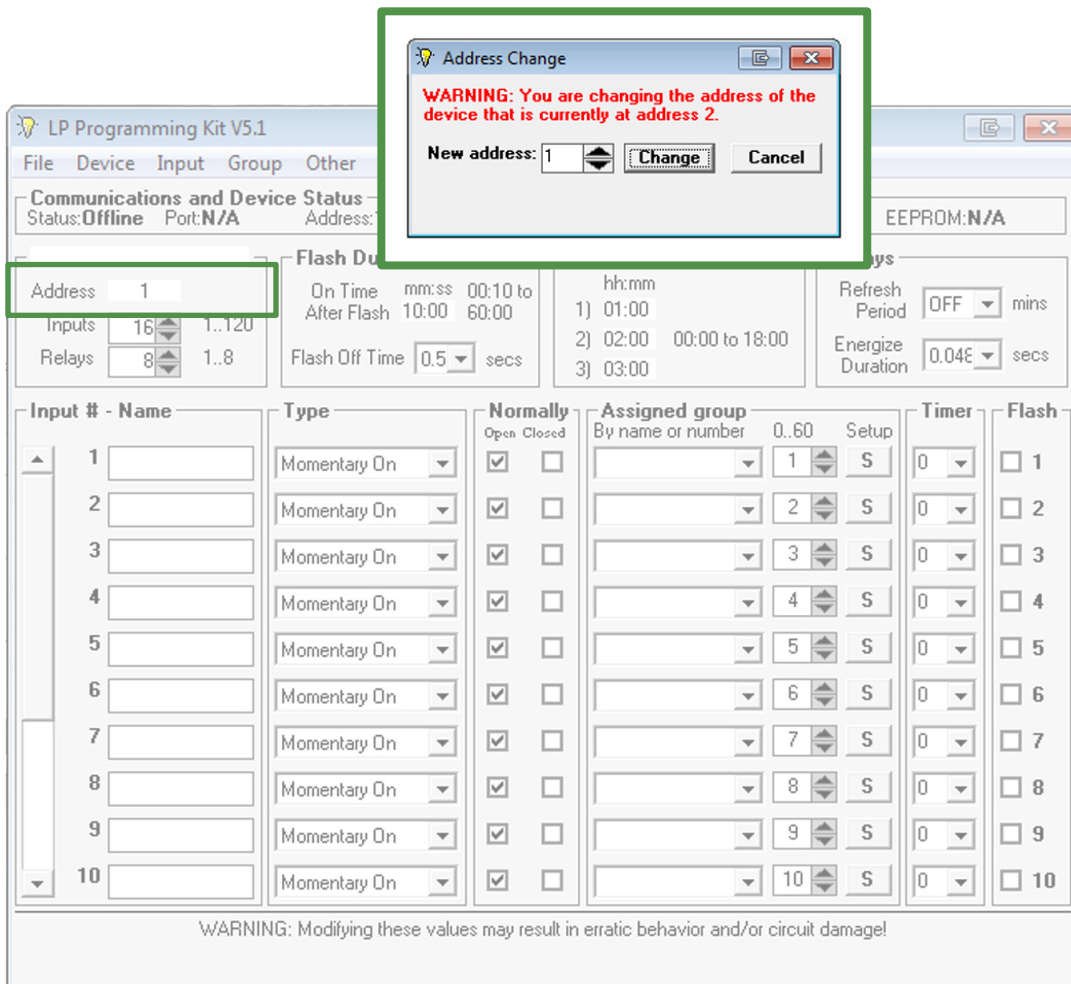 Address Change
WARNING: You are changing the address of the
device that is currently at address 2.
New address: 1 Change Cancel
LP Programming Kit V5.1
File Device Input Group Other
Communications and Device Status
Status:Offline Port:N/A Address: EEPROM:N/A
Address 1
Inputs 16 1..120
Relays 8 1..8
Flash Du
On Time mm:ss 00:10 to
After Flash 10:00 60:00
Flash Off Time 0.5 secs
hh:mm
1) 01:00
2) 02:00 00:00 to 18:00
3) 03:00
Refresh
Period OFF mins
Energize
Duration 0.048 secs
Input # - Name Type Normally Assigned group Timer Flash
Open Closed By name or number 0..60 Setup
1 Momentary On 1 S 0 1
2 Momentary On 2 S 0 2
3 Momentary On 3 S 0 3
4 Momentary On 4 S 0 4
5 Momentary On 5 S 0 5
6 Momentary On 6 S 0 6
7 Momentary On 7 S 0 7
8 Momentary On 8 S 0 8
9 Momentary On 9 S 0 9
10 Momentary On 10 S 0 10
WARNING: Modifying these values may result in erratic behavior and/or circuit damage!